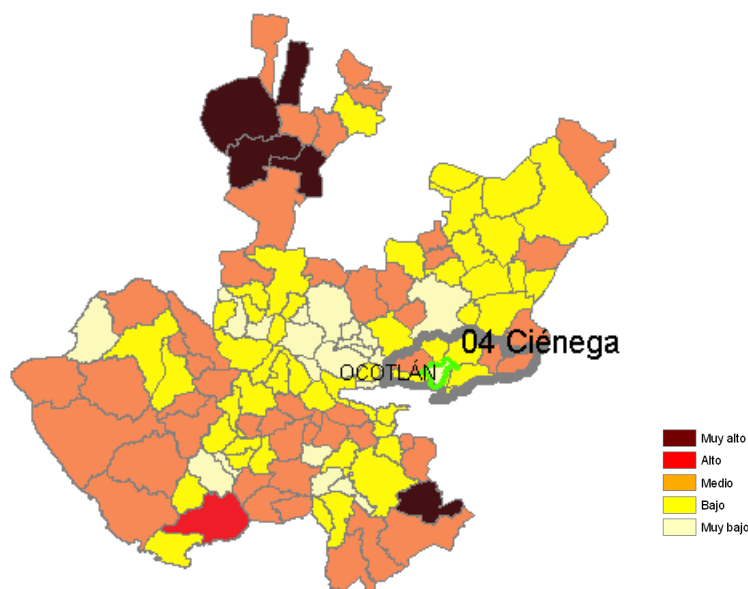 04 Ciénega
OCOTLÁN
Muy alto
Alto
Medio
Bajo
Muy bajo